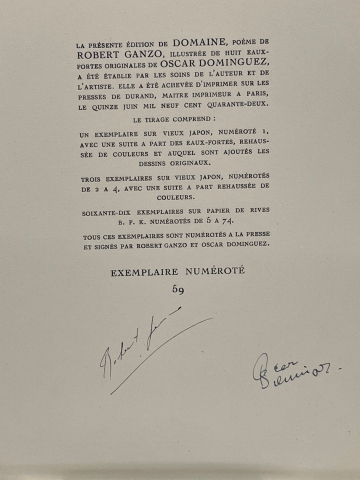 LA PRÉSENTE ÉDITION DE DOMAINE, POÈME DE
ROBERT GANZO, ILLUSTRÉE DE HUIT EAUX-
FORTES ORIGINALES DE OSCAR DOMINGUEZ,
A ÉTÉ ÉTABLIE PAR LES SOINS DE L'AUTEUR ET DE
L'ARTISTE. ELLE A ÉTÉ ACHEVÉE D'IMPRIMER SUR LES
PRESSES DE DURAND, MAITRE IMPRIMEUR A PARIS,
LE QUINZE JUIN MIL NEUF CENT QUARANTE-DEUX.
LE TIRAGE COMPREND :
UN EXEMPLAIRE SUR VIEUX JAPON, NUMÉROTÉ 1,
AVEC UNE SUITE A PART DES EAUX-FORTES, REHAUS-
SÉE DE COULEURS ET AUQUEL SONT AJOUTÉS LES
DESSINS ORIGINAUX.
TROIS EXEMPLAIRES SUR VIEUX JAPON, NUMÉROTÉS
DE 2 A 4, AVEC UNE SUITE A PART REHAUSSÉE DE
COULEURS.
SOIXANTE-DIX EXEMPLAIRES SUR PAPIER DE RIVES
B. F. K. NUMÉROTÉS DE 5 A 74.
TOUS CES EXEMPLAIRES SONT NUMÉROTÉS A LA PRESSE
ET SIGNÉS PAR ROBERT GANZO ET OSCAR DOMINGUEZ.
EXEMPLAIRE NUMÉROTÉ
59
Robert